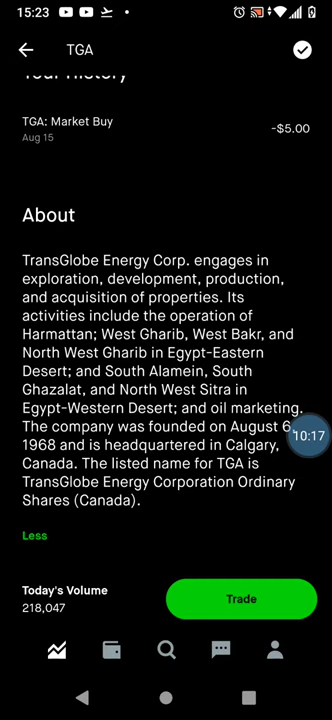 15:23
TGA
Your History
TGA: Market Buy
-$5.00
Aug 15
About
TransGlobe Energy Corp. engages in
exploration, development, production,
and acquisition of properties. Its
activities include the operation of
Harmattan; West Gharib, West Bakr, and
North West Gharib in Egypt-Eastern
Desert; and South Alamein, South
Ghazalat, and North West Sitra in
Egypt-Western Desert; and oil marketing.
The company was founded on August 6,
1968 and is headquartered in Calgary,
10:17
Canada. The listed name for TGA is
TransGlobe Energy Corporation Ordinary
Shares (Canada).
Less
Today's Volume
218,047
Trade